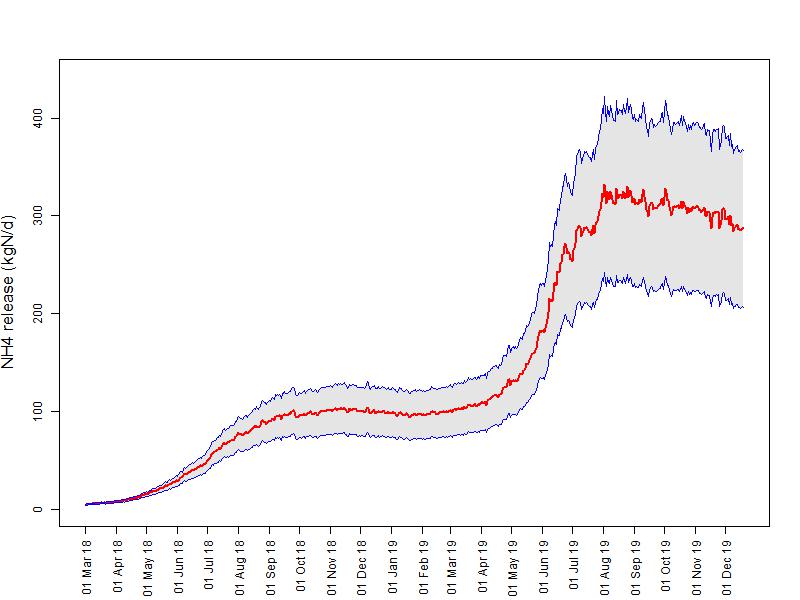 NH4 release (kgN/d)
400
300
200
100
0
01 Mar 18
01 Apr 18
01 May 18
01 Jun 18
01 Jul 18
01 Aug 18
01 Sep 18
01 Oct 18
01 Nov 18
01 Dec 18
01 Jan 19
01 Feb 19
01 Mar 19
01 Apr 19
01 May 19
01 Jun 19
01 Jul 19
01 Aug 19
01 Sep 19
01 Oct 19
01 Nov 19
01 Dec 19